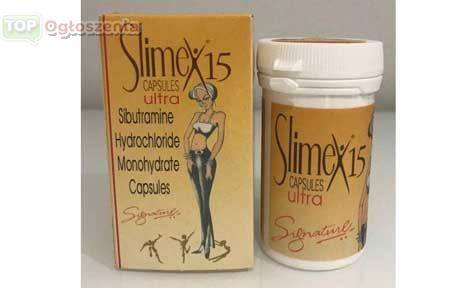 TOP Ogłoszenia
Slimex® 15
CAPSULES
ultra
Sibutramine
Hydrochloride
Monohydrate
Capsules
Signature
Slimex 15
CAPSULES
ultra
Signature